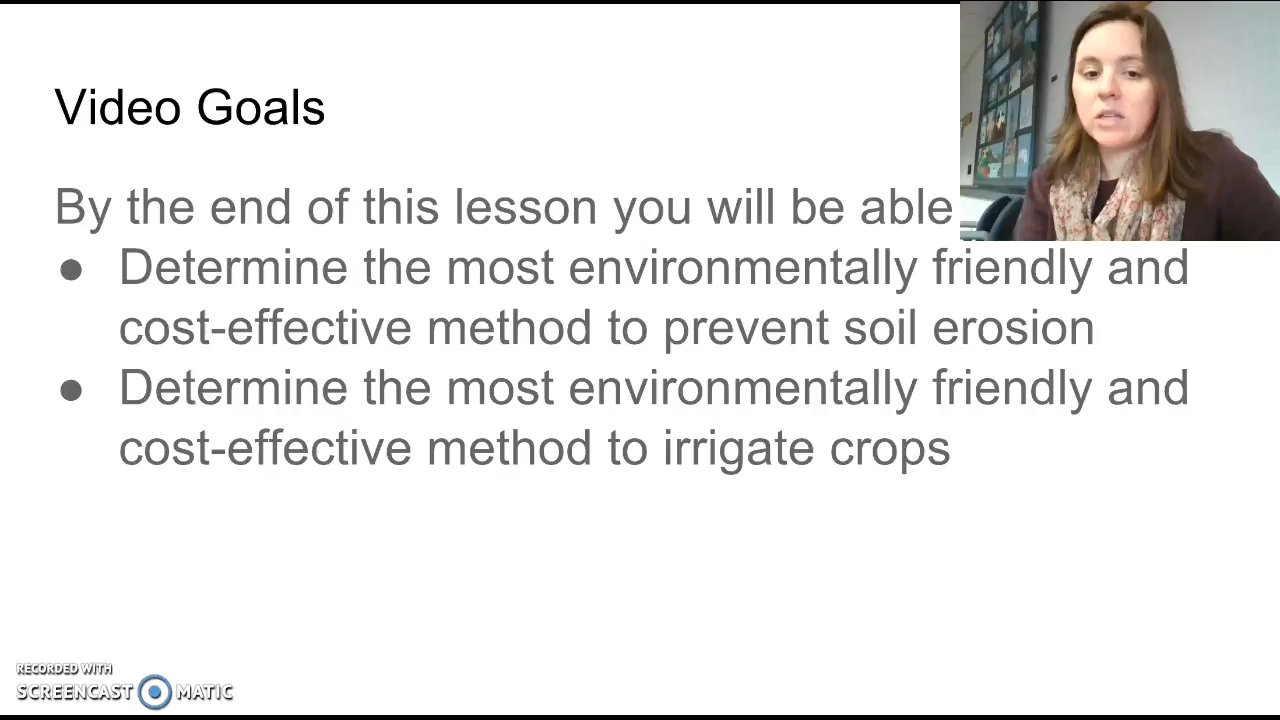 Video Goals
By the end of this lesson you will be able
● Determine the most environmentally friendly and
cost-effective method to prevent soil erosion
● Determine the most environmentally friendly and
cost-effective method to irrigate crops
RECORDED WITH
SCREENCAST MATIC